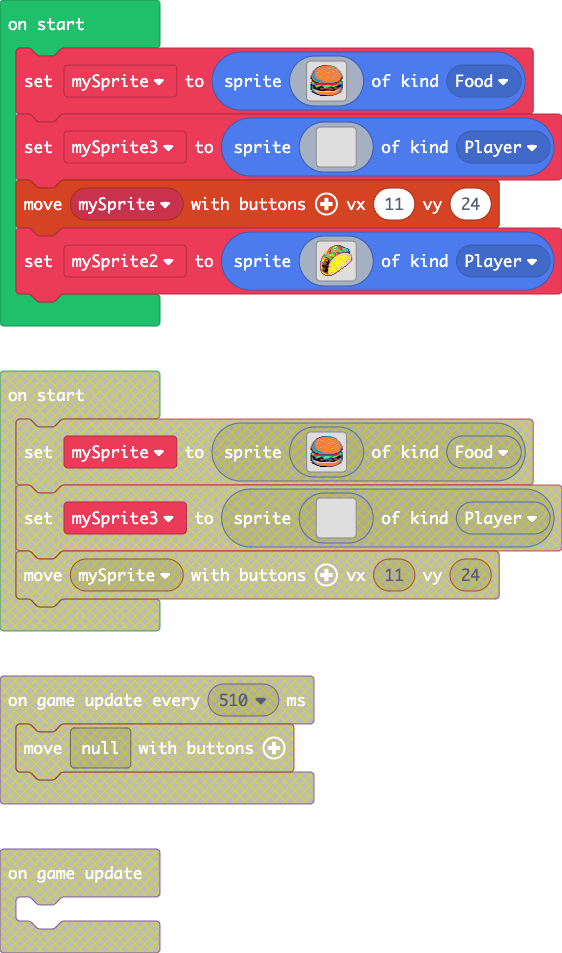 on start
set mySprite to sprite of kind Food
set mySprite3 to sprite of kind Player
move mySprite with buttons vx 11 vy 24
set mySprite2 to sprite of kind Player
on start
set mySprite to sprite of kind Food
set mySprite3 to sprite of kind Player
move mySprite with buttons vx 11 vy 24
on game update every 510 ms
move null with buttons
on game update